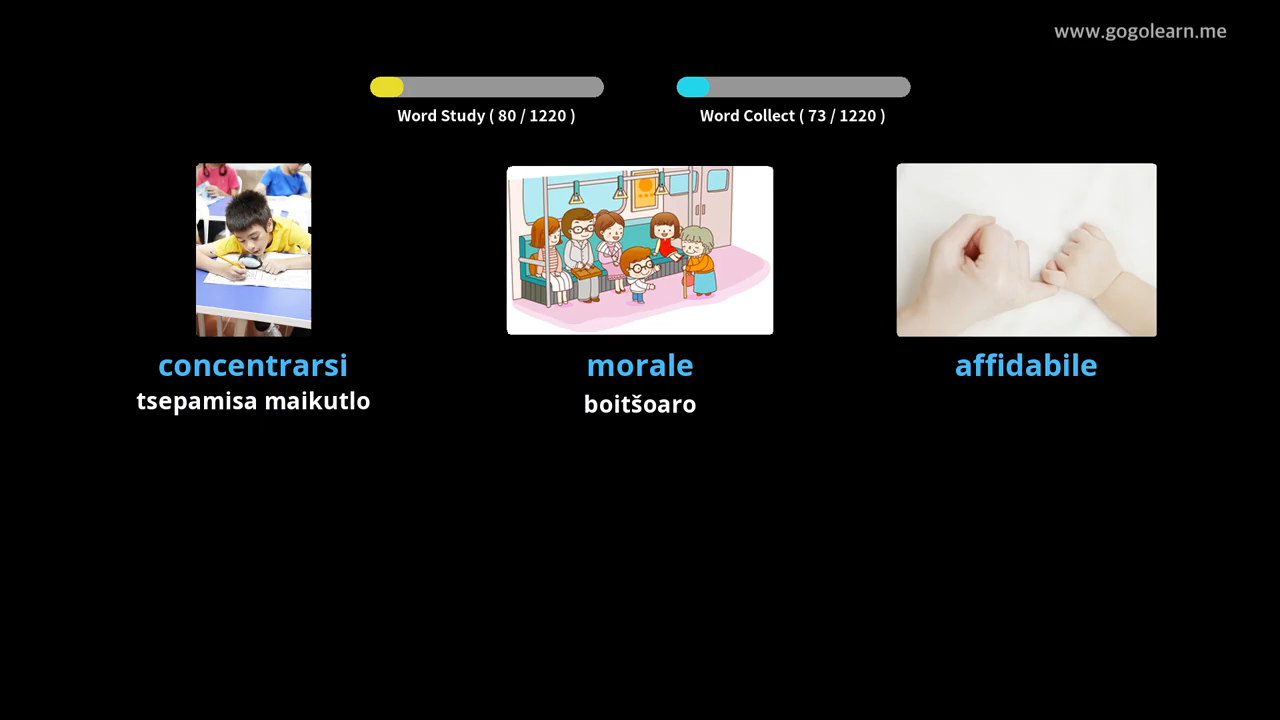 www.gogolearn.me
Word Study ( 80 / 1220 )
Word Collect ( 73 / 1220 )
concentrarsi
tsepamisa maikutlo
morale
boitšoaro
affidabile